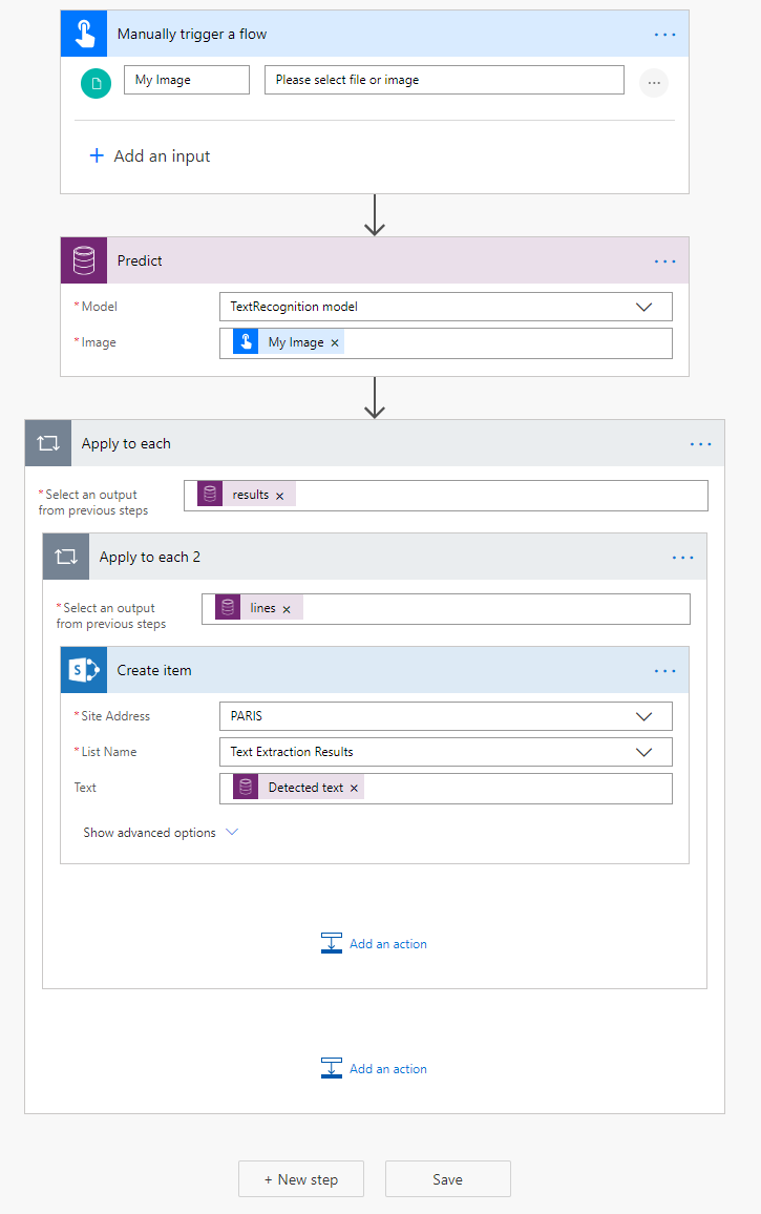 Manually trigger a flow
My Image Please select file or image
+ Add an input
Predict
* Model TextRecognition model
* Image My Image ×
Apply to each
* Select an output
from previous steps
results ×
Apply to each 2
* Select an output
from previous steps
lines ×
S
Create item
* Site Address PARIS
* List Name Text Extraction Results
Text Detected text ×
Show advanced options
Add an action
Add an action
+ New step Save